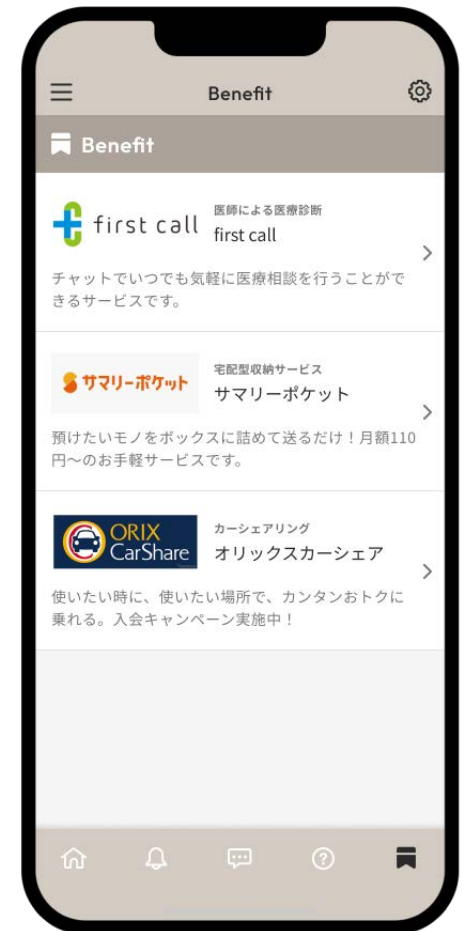 Benefit
Benefit
first call
医師による医療診断
first call
チャットでいつでも気軽に医療相談を行うことがで
きるサービスです。
サマリーポケット
宅配型収納サービス
サマリーポケット
預けたいモノをボックスに詰めて送るだけ！月額110
円〜のお手軽サービスです。
ORIX
CarShare
カーシェアリング
オリックスカーシェア
使いたい時に、使いたい場所で、カンタンおトクに
乗れる。入会キャンペーン実施中！